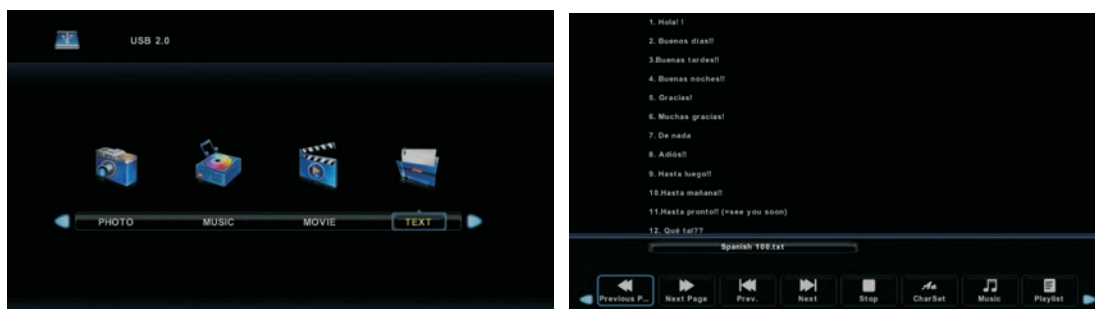 USB 2.0
PHOTO MUSIC MOVIE TEXT
1. Hola! !
2. Buenos días!!
3.Buenas tardes!!
4. Buenas noches!!
5. Gracias!
6. Muchas gracias!
7. De nada
8. Adiós!!
9. Hasta luego!!
10.Hasta mañana!!
11.Hasta pronto!! (=see you soon)
12. Qué tal??
Spanish 100.txt
Previous P... Next Page Prev. Next Stop CharSet Music Playlist